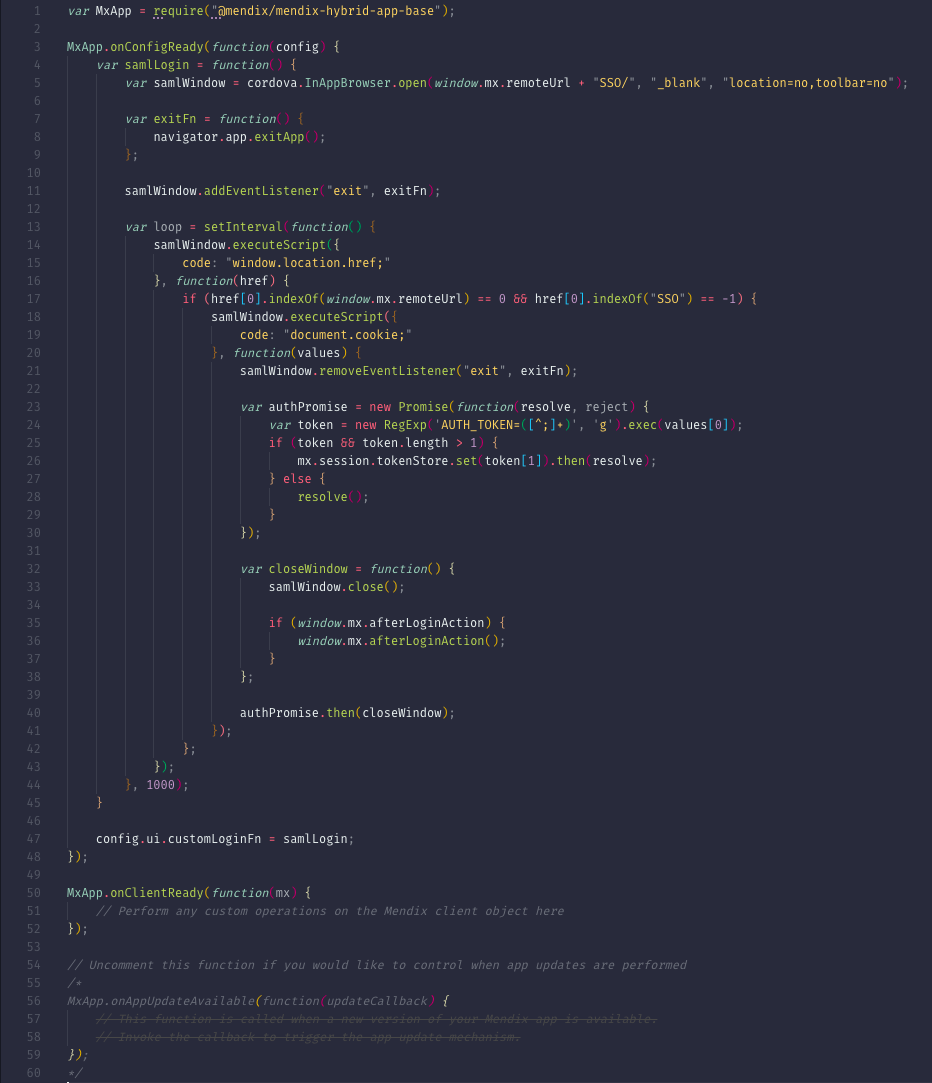 1 var MxApp = require("@mendix/mendix-hybrid-app-base");
2
3 MxApp.onConfigReady(function(config) {
4     var samlLogin = function() {
5         var samlWindow = cordova.InAppBrowser.open(window.mx.remoteUrl + "SSO/", "_blank", "location=no,toolbar=no");
6
7         var exitFn = function() {
8             navigator.app.exitApp();
9         };
10
11         samlWindow.addEventListener("exit", exitFn);
12
13         var loop = setInterval(function() {
14             samlWindow.executeScript({
15                 code: "window.location.href;"
16             }, function(href) {
17                 if (href[0].indexOf(window.mx.remoteUrl) == 0 && href[0].indexOf("SSO") == -1) {
18                     samlWindow.executeScript({
19                         code: "document.cookie;"
20                     }, function(values) {
21                         samlWindow.removeEventListener("exit", exitFn);
22
23                         var authPromise = new Promise(function(resolve, reject) {
24                             var token = new RegExp('AUTH_TOKEN=([^;]+)', 'g').exec(values[0]);
25                             if (token && token.length > 1) {
26                                 mx.session.tokenStore.set(token[1]).then(resolve);
27                             } else {
28                                 resolve();
29                             }
30                         });
31
32                         var closeWindow = function() {
33                             samlWindow.close();
34
35                             if (window.mx.afterLoginAction) {
36                                 window.mx.afterLoginAction();
37                             }
38                         };
39
40                         authPromise.then(closeWindow);
41                     });
42                 };
43             });
44         }, 1000);
45     }
46
47     config.ui.customLoginFn = samlLogin;
48 });
49
50 MxApp.onClientReady(function(mx) {
51     // Perform any custom operations on the Mendix client object here
52 });
53
54 // Uncomment this function if you would like to control when app updates are performed
55 /*
56 MxApp.onAppUpdateAvailable(function(updateCallback) {
57     // This function is called when a new version of your Mendix app is available.
58     // Invoke the callback to trigger the app update mechanism.
59 });
60 */